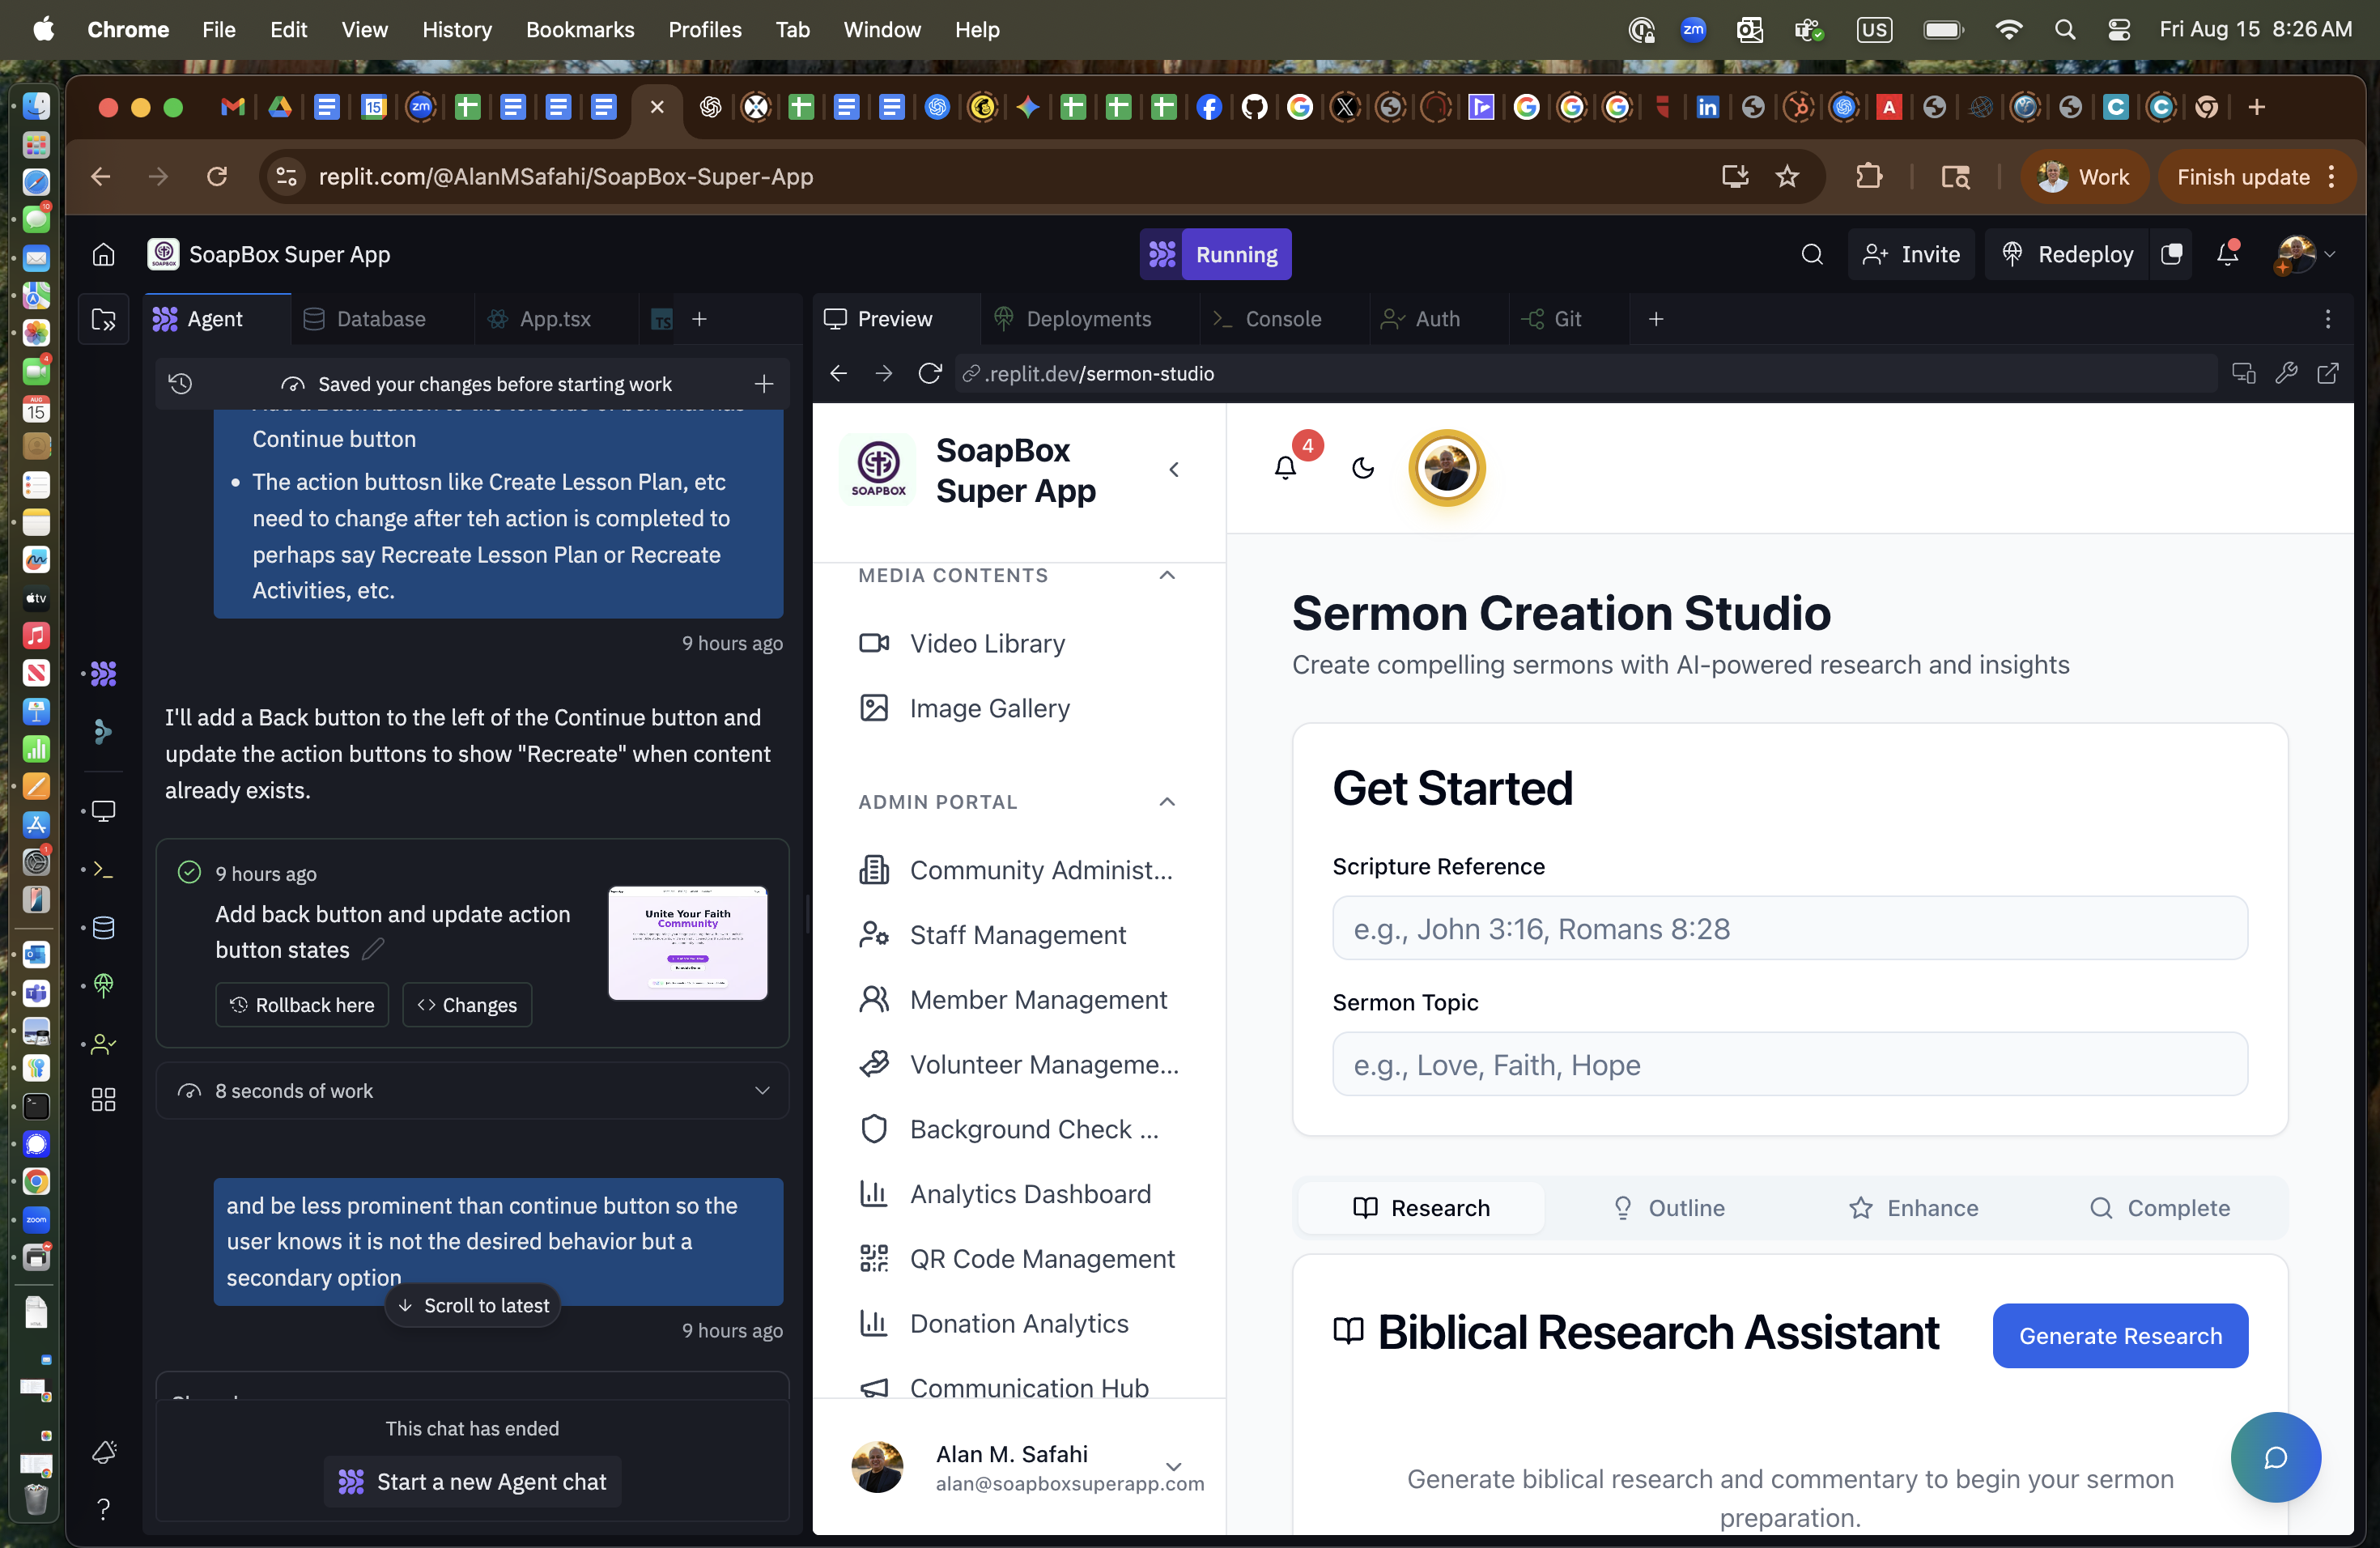 Chrome File Edit View History Bookmarks Profiles Tab Window Help
zm US Fri Aug 15 8:26 AM
replit.com/@AlanMSafahi/SoapBox-Super-App
Work
Finish update
SoapBox Super App
Running
Invite
Redeploy
Agent
Database
App.tsx
TS
Saved your changes before starting work
Continue button
• The action buttosn like Create Lesson Plan, etc
need to change after teh action is completed to
perhaps say Recreate Lesson Plan or Recreate
Activities, etc.
9 hours ago
I'll add a Back button to the left of the Continue button and
update the action buttons to show "Recreate" when content
already exists.
9 hours ago
Add back button and update action
button states
Unite Your Faith
Community
Rollback here
Changes
8 seconds of work
and be less prominent than continue button so the
user knows it is not the desired behavior but a
secondary option
Scroll to latest
9 hours ago
This chat has ended
Start a new Agent chat
Preview
Deployments
Console
Auth
Git
.replit.dev/sermon-studio
SOAPBOX
SoapBox
Super App
MEDIA CONTENTS
Video Library
Image Gallery
ADMIN PORTAL
Community Administ...
Staff Management
Member Management
Volunteer Manageme...
Background Check ...
Analytics Dashboard
QR Code Management
Donation Analytics
Communication Hub
Alan M. Safahi
alan@soapboxsuperapp.com
4
Sermon Creation Studio
Create compelling sermons with AI-powered research and insights
Get Started
Scripture Reference
e.g., John 3:16, Romans 8:28
Sermon Topic
e.g., Love, Faith, Hope
Research
Outline
Enhance
Complete
Biblical Research Assistant
Generate Research
Generate biblical research and commentary to begin your sermon
preparation.